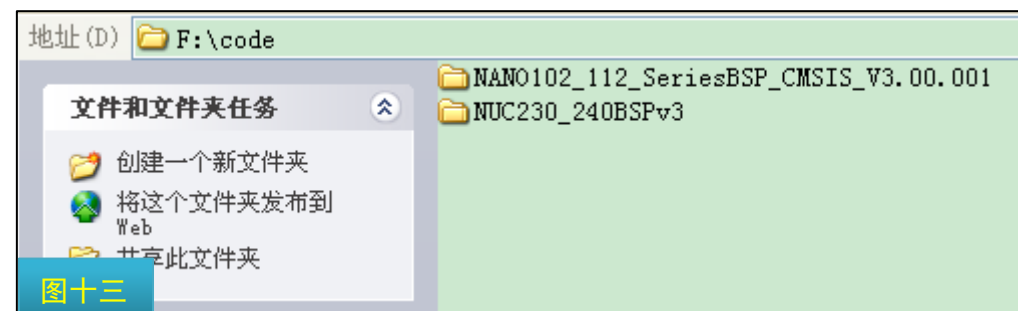 地址(D) F:\code
NANO102_112_SeriesBSP_CMSIS_V3.00.001
NUC230_240BSPv3
文件和文件夹任务
创建一个新文件夹
将这个文件夹发布到
Web
共享此文件夹
图十三